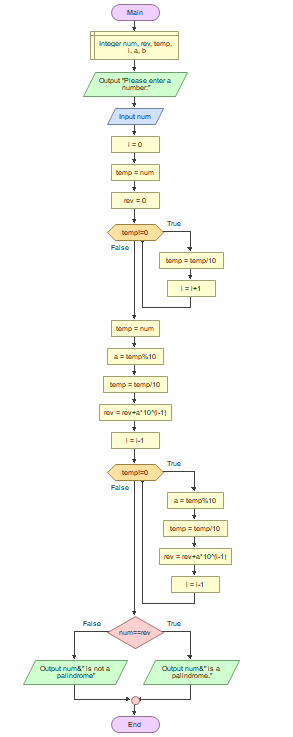 Main
Integer num, rev, temp,
i, a, b
Output "Please enter a
number:"
Input num
i = 0
temp = num
rev = 0
temp!=0
True
False
temp = temp/10
i = i+1
temp = num
a = temp%10
temp = temp/10
rev = rev+a*10^(i-1)
i = i-1
temp!=0
True
False
a = temp%10
temp = temp/10
rev = rev+a*10^(i-1)
i = i-1
False
num==rev
True
Output num&" is not a
palindrome"
Output num&" is a
palindrome."
End